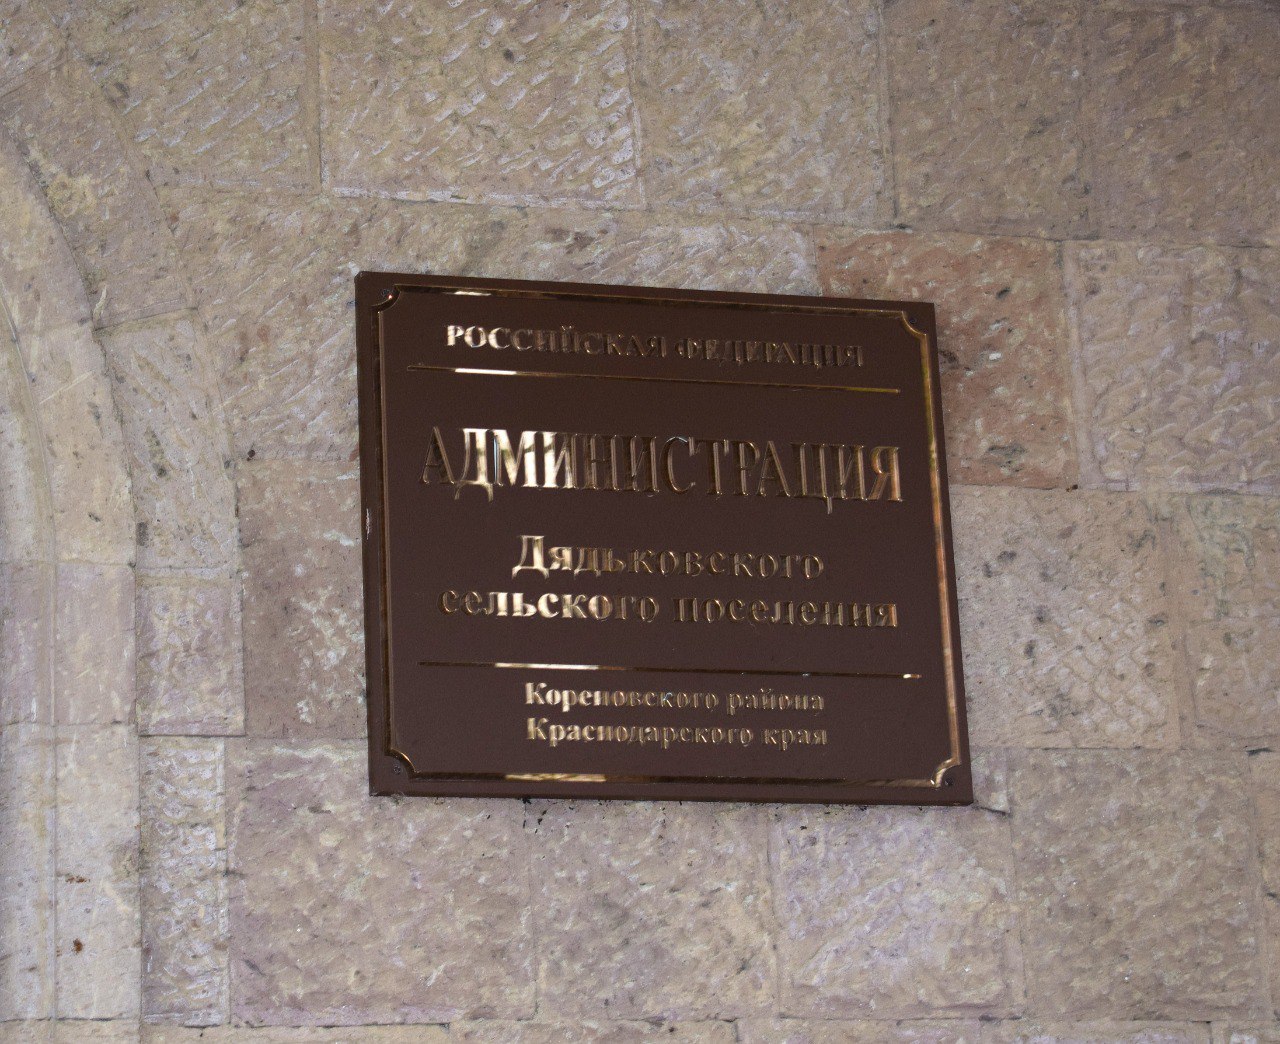 РОССИЙСКАЯ ФЕДЕРАЦИЯ
АДМИНИСТРАЦИЯ
Дядьковского
сельского поселения
Кореновского района
Краснодарского края